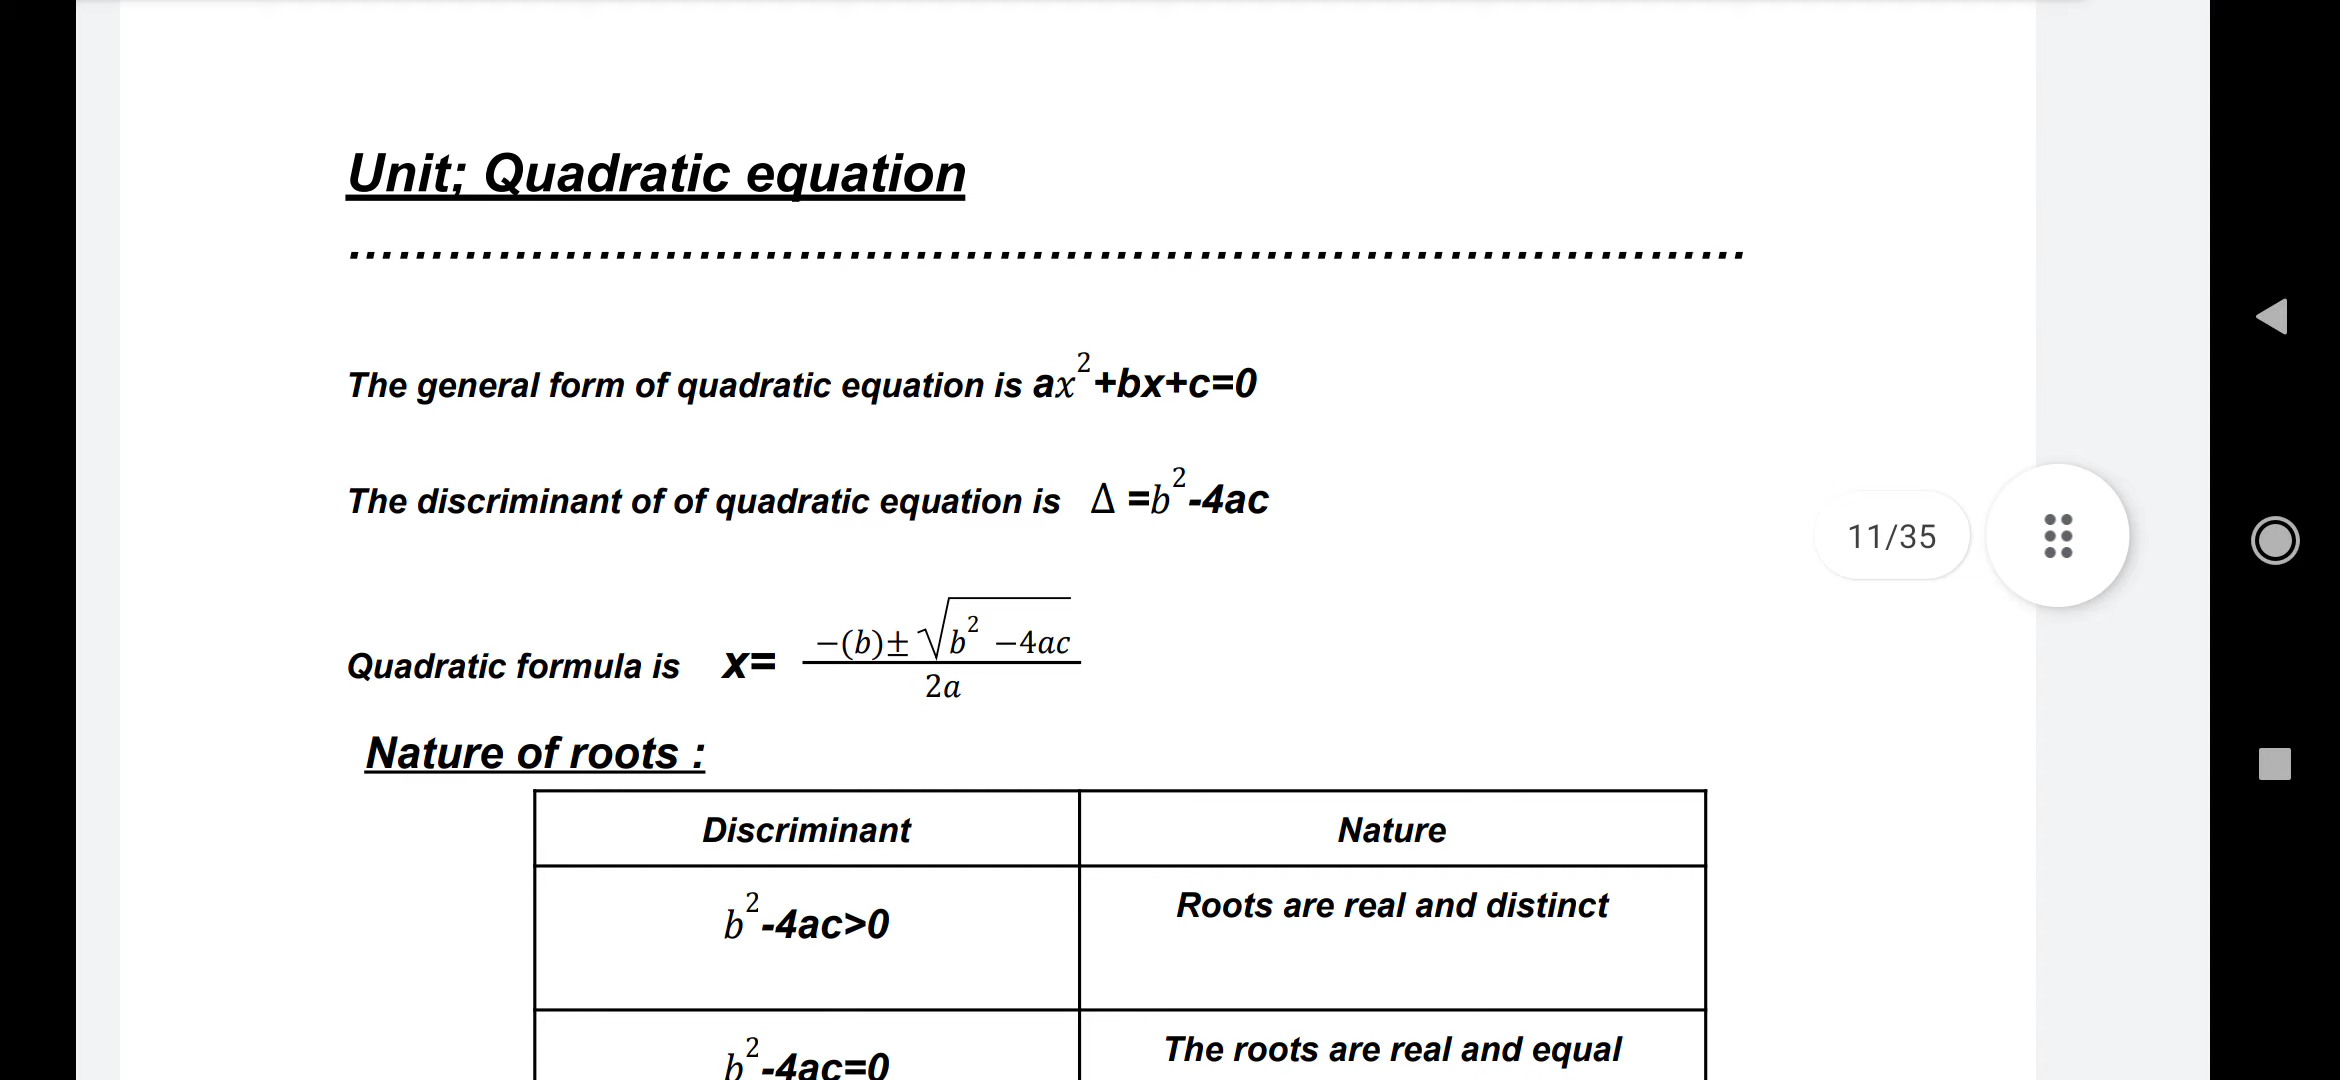 Unit; Quadratic equation
....................................................................................
The general form of quadratic equation is ax²+bx+c=0
The discriminant of of quadratic equation is Δ =b²-4ac
11/35
Quadratic formula is x= −(b)±√b² −4ac / 2a
Nature of roots :
Discriminant Nature
b²-4ac>0 Roots are real and distinct
b²-4ac=0 The roots are real and equal